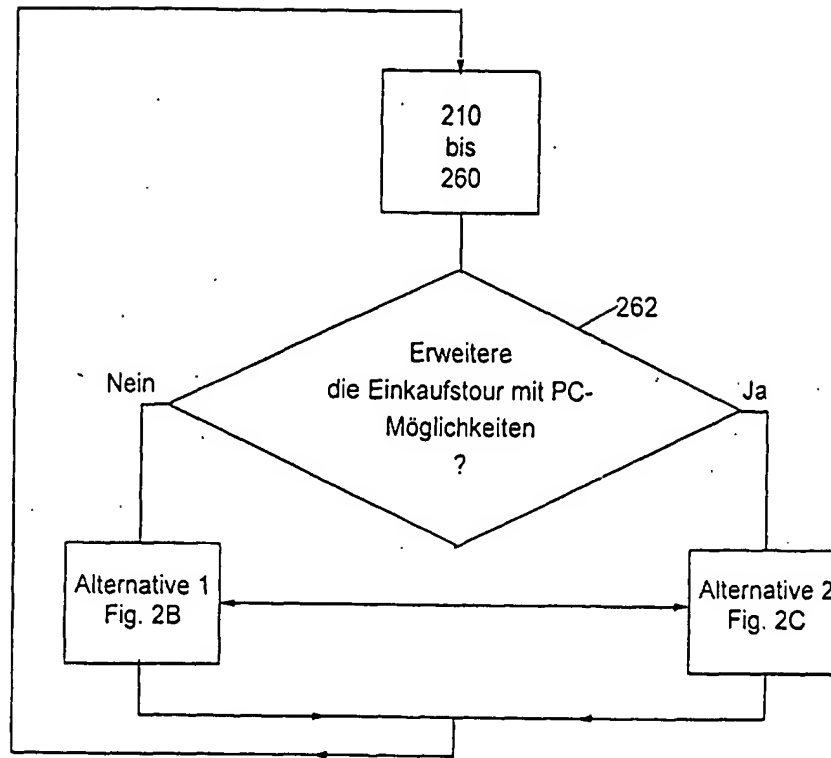 210
bis
260
262
Erweitere
die Einkaufstour mit PC-
Möglichkeiten
?
Nein
Ja
Alternative 1
Fig. 2B
Alternative 2
Fig. 2C